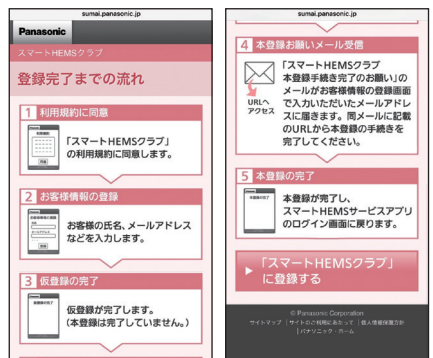 sumai.panasonic.jp
Panasonic
スマートHEMSクラブ
登録完了までの流れ
1 利用規約に同意
「スマートHEMSクラブ」
の利用規約に同意します。
2 お客様情報の登録
お客様の氏名、メールアドレス
などを入力します。
3 仮登録の完了
仮登録が完了します。
(本登録は完了していません。)
sumai.panasonic.jp
4 本登録お願いメール受信
URLへ
アクセス
「スマートHEMSクラブ
本登録手続き完了のお願い」の
メールがお客様情報の登録画面
で入力いただいたメールアドレ
スに届きます。同メールに記載
のURLから本登録の手続きを
完了してください。
5 本登録の完了
本登録が完了し、
スマートHEMSサービスアプリ
のログイン画面に戻ります。
「スマートHEMSクラブ」
に登録する
© Panasonic Corporation
サイトマップ | サイトのご利用にあたって | 個人情報保護方針
| パナソニック・ホーム